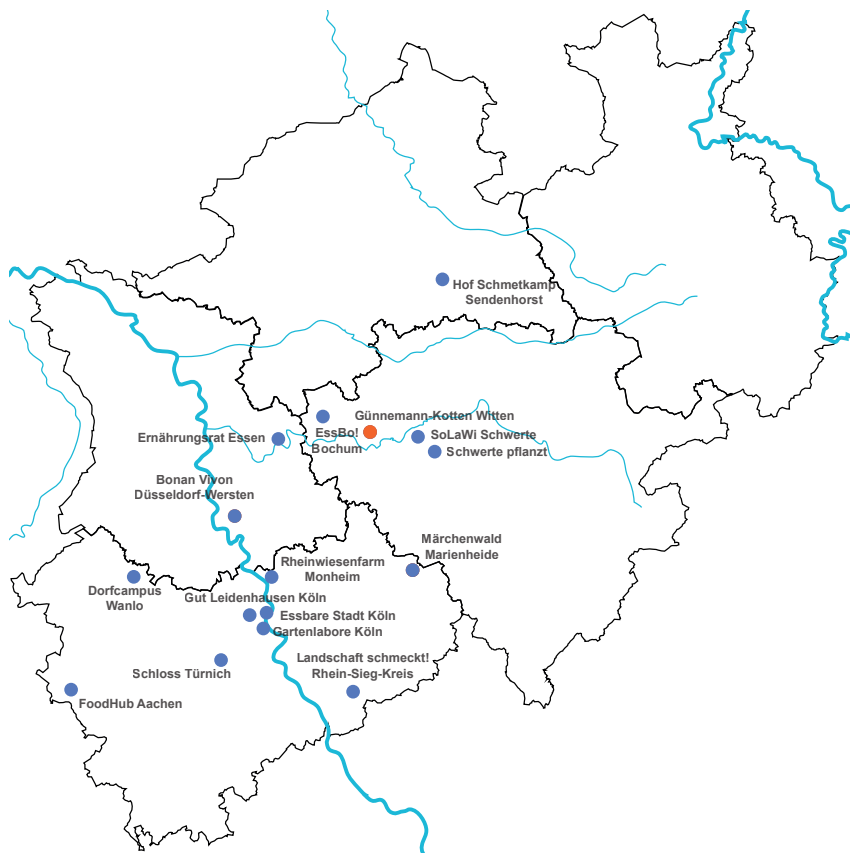 Hof Schmetkamp
Sendenhorst
Günnemann-Kotten Witten
EssBo!
Bochum
Ernährungsrat Essen
SoLaWi Schwerte
Schwerte pflanzt
Bonan Vivon
Düsseldorf-Wersten
Märchenwald
Marienheide
Rheinwiesenfarm
Monheim
Dorfcampus
Wanlo
Gut Leidenhausen Köln
Essbare Stadt Köln
Gartenlabore Köln
Landschaft schmeckt!
Rhein-Sieg-Kreis
Schloss Türnich
FoodHub Aachen